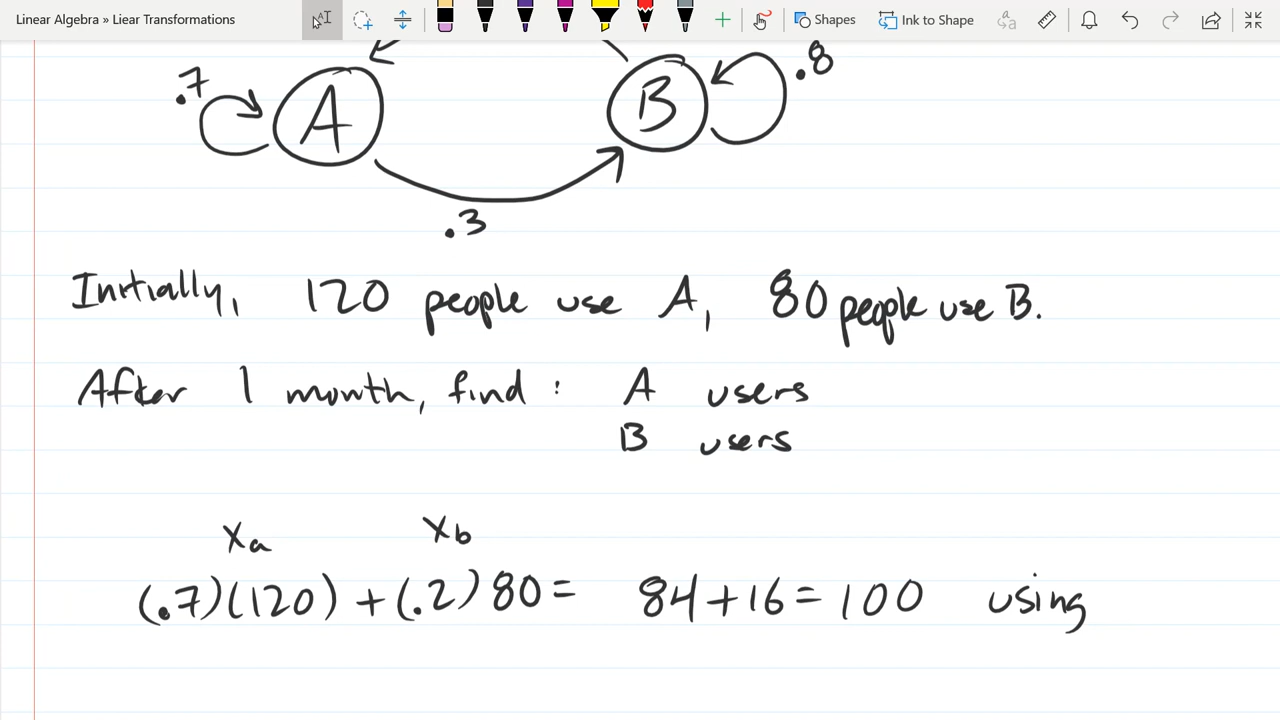 Linear Algebra » Liear Transformations
Shapes
Ink to Shape
.7
A
B
.8
.3
Initially, 120 people use A, 80 people use B.
After 1 month, find : A users
B users
xa xb
(.7)(120) + (.2) 80 = 84 + 16 = 100 using